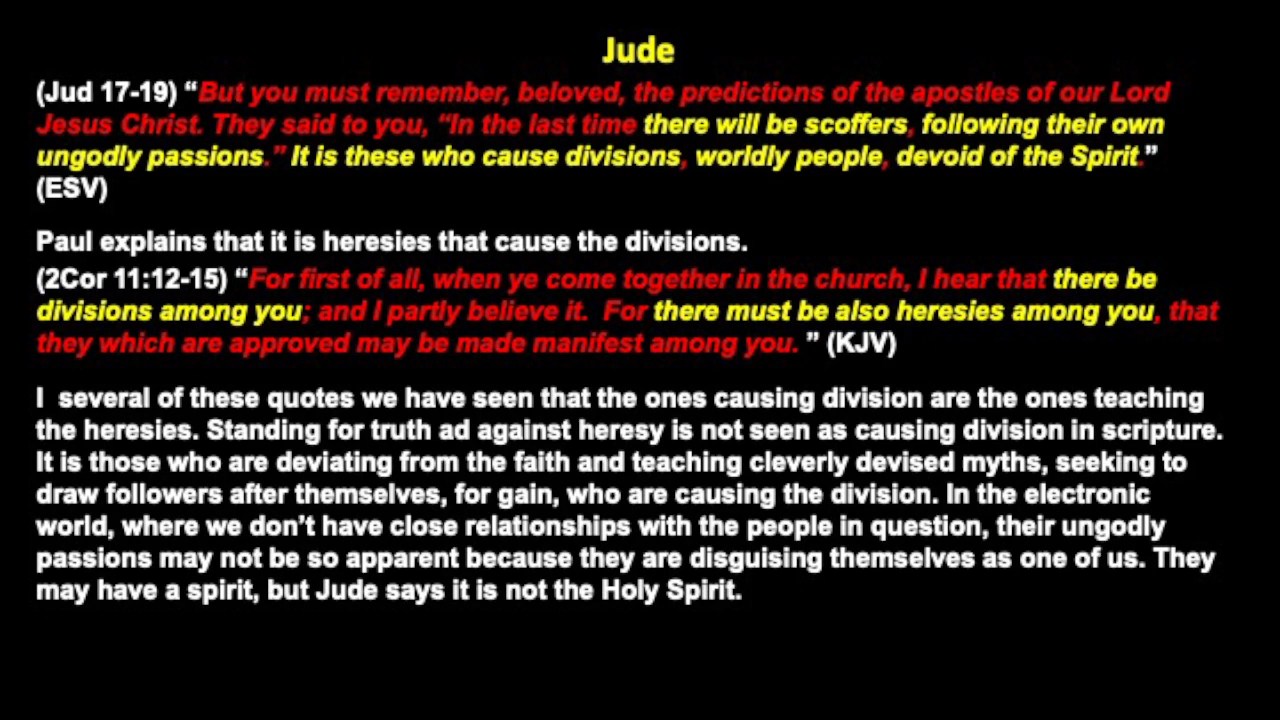 Jude
(Jud 17-19) “But you must remember, beloved, the predictions of the apostles of our Lord
Jesus Christ. They said to you, “In the last time there will be scoffers, following their own
ungodly passions.” It is these who cause divisions, worldly people, devoid of the Spirit.”
(ESV)
Paul explains that it is heresies that cause the divisions.
(2Cor 11:12-15) “For first of all, when ye come together in the church, I hear that there be
divisions among you; and I partly believe it. For there must be also heresies among you, that
they which are approved may be made manifest among you. ” (KJV)
I several of these quotes we have seen that the ones causing division are the ones teaching
the heresies. Standing for truth ad against heresy is not seen as causing division in scripture.
It is those who are deviating from the faith and teaching cleverly devised myths, seeking to
draw followers after themselves, for gain, who are causing the division. In the electronic
world, where we don’t have close relationships with the people in question, their ungodly
passions may not be so apparent because they are disguising themselves as one of us. They
may have a spirit, but Jude says it is not the Holy Spirit.